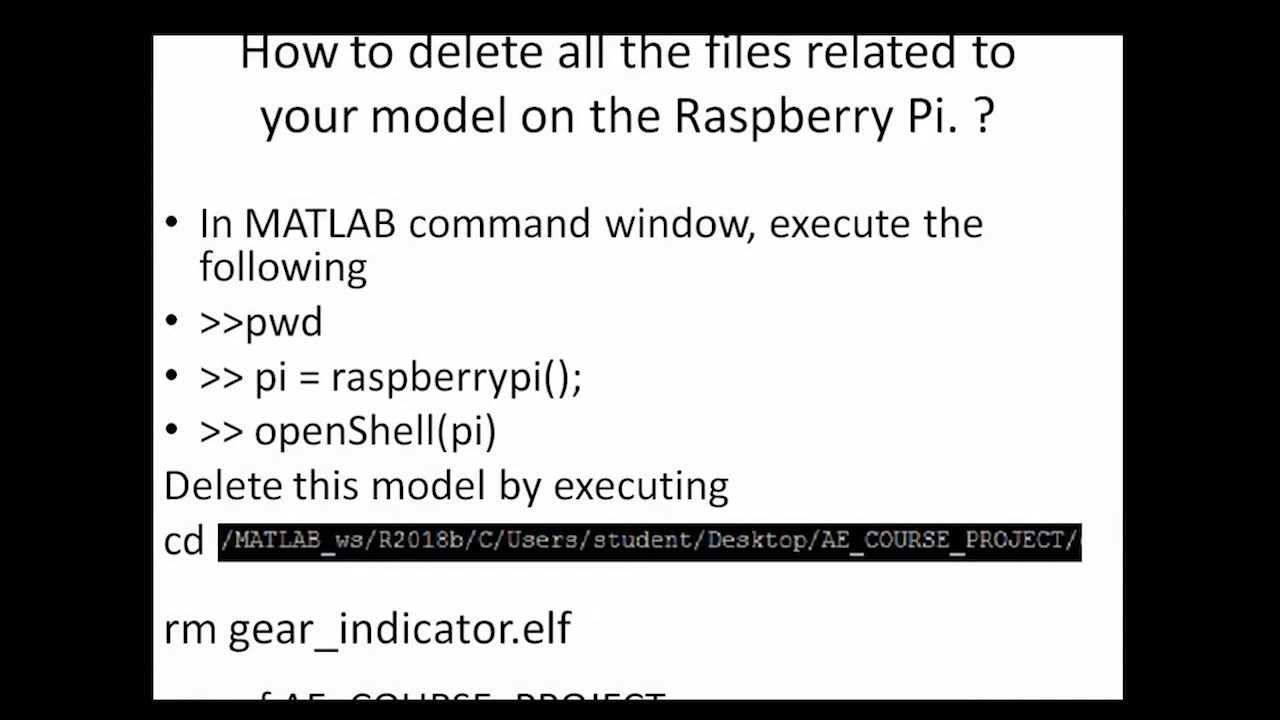 How to delete all the files related to
your model on the Raspberry Pi. ?
• In MATLAB command window, execute the
following
• >>pwd
• >> pi = raspberrypi();
• >> openShell(pi)
Delete this model by executing
cd /MATLAB_ws/R2018b/C/Users/student/Desktop/AE_COURSE_PROJECT/
rm gear_indicator.elf
AE_COURSE_PROJECT